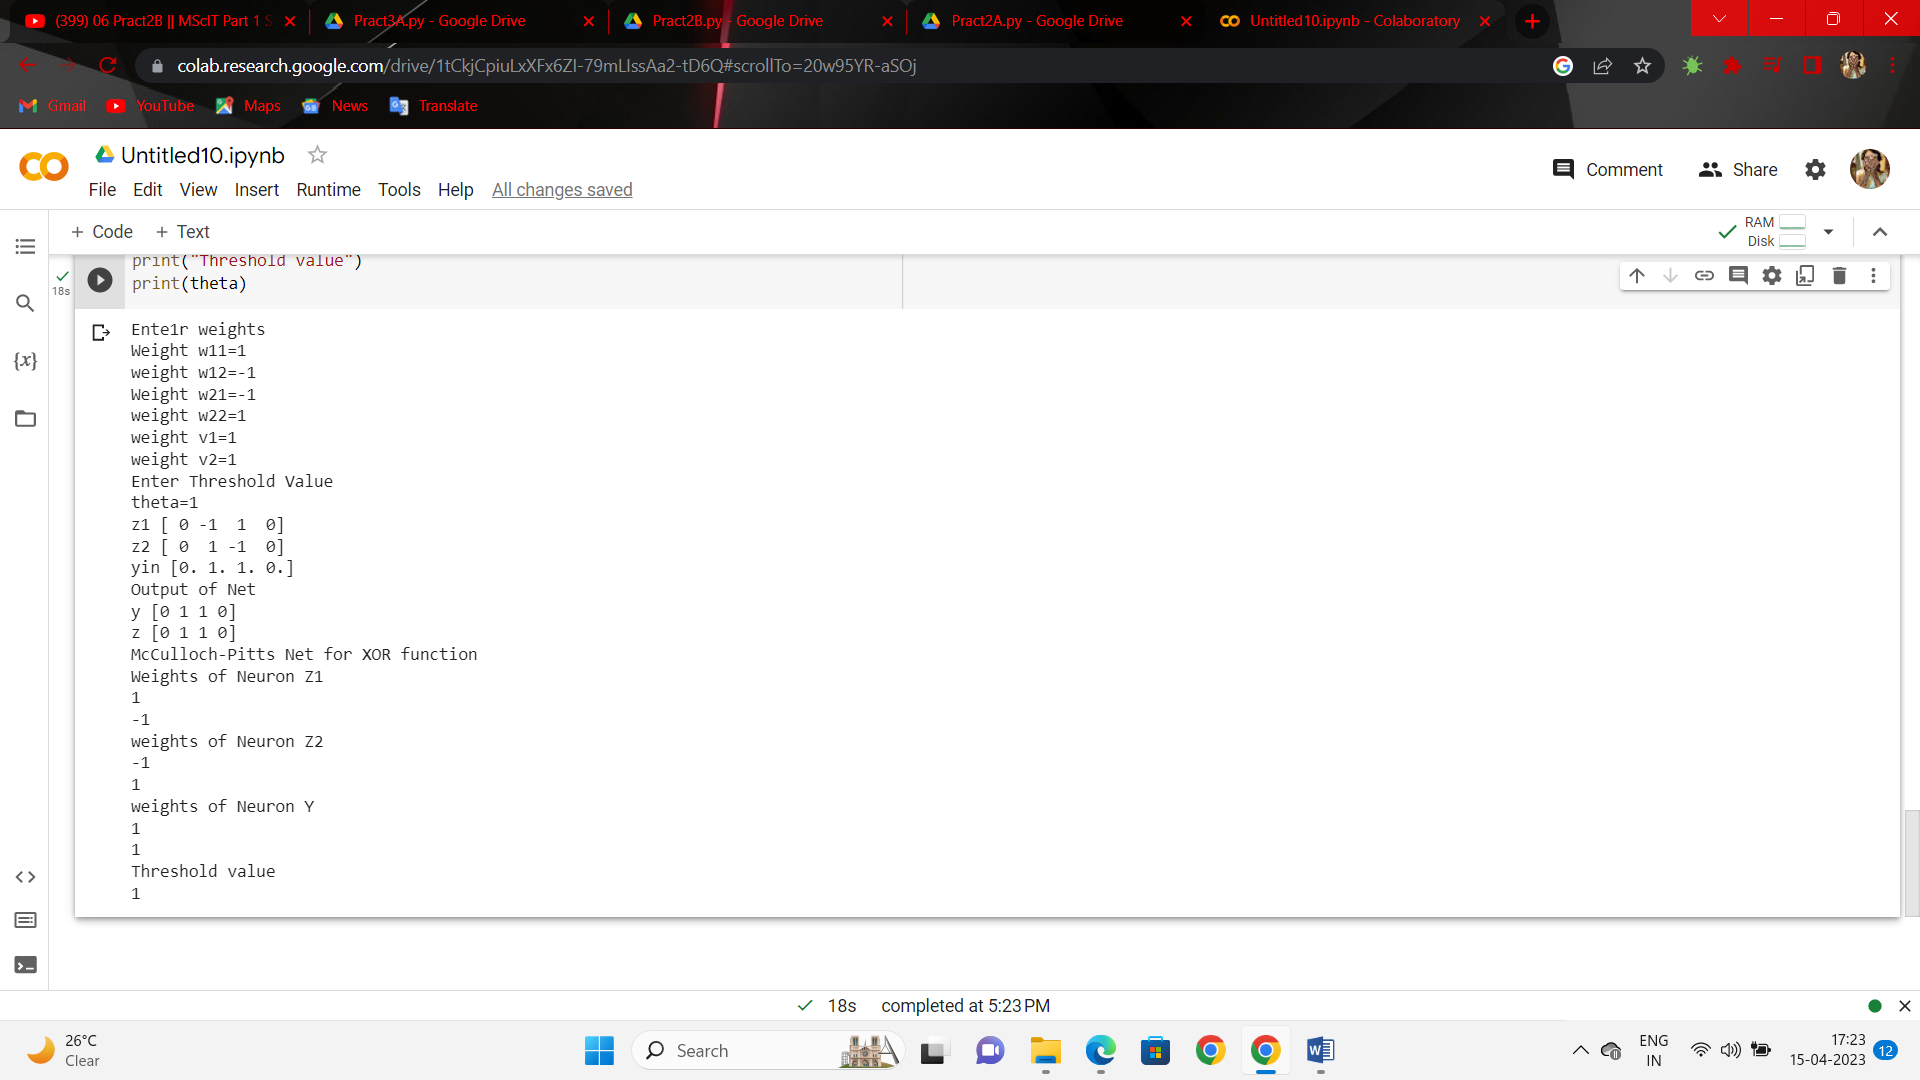 (399) 06 Pract2B || MScIT Part 1 S
Pract3A.py - Google Drive
Pract2B.py - Google Drive
Pract2A.py - Google Drive
Untitled10.ipynb - Colaboratory
colab.research.google.com/drive/1tCkjCpiuLxXFx6ZI-79mLIssAa2-tD6Q#scrollTo=20w95YR-aSOj
Gmail YouTube Maps News Translate
Untitled10.ipynb
Comment Share
File Edit View Insert Runtime Tools Help All changes saved
+ Code + Text
RAM
Disk
print("Threshold value")
18s
print(theta)
{x}
Ente1r weights
Weight w11=1
weight w12=-1
Weight w21=-1
weight w22=1
weight v1=1
weight v2=1
Enter Threshold Value
theta=1
z1 [ 0 -1  1  0]
z2 [ 0  1 -1  0]
yin [0. 1. 1. 0.]
Output of Net
y [0 1 1 0]
z [0 1 1 0]
McCulloch-Pitts Net for XOR function
Weights of Neuron Z1
1
-1
weights of Neuron Z2
-1
1
weights of Neuron Y
1
1
Threshold value
1
18s completed at 5:23 PM
26°C
Clear
Search
ENG
IN
17:23
15-04-2023
12